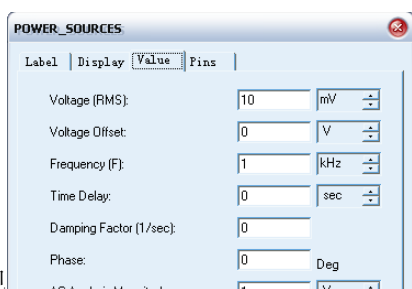 POWER_SOURCES
Label Display Value Pins
Voltage (RMS): 10 mV
Voltage Offset: 0 V
Frequency (F): 1 kHz
Time Delay: 0 sec
Damping Factor (1/sec): 0
Phase: 0 Deg